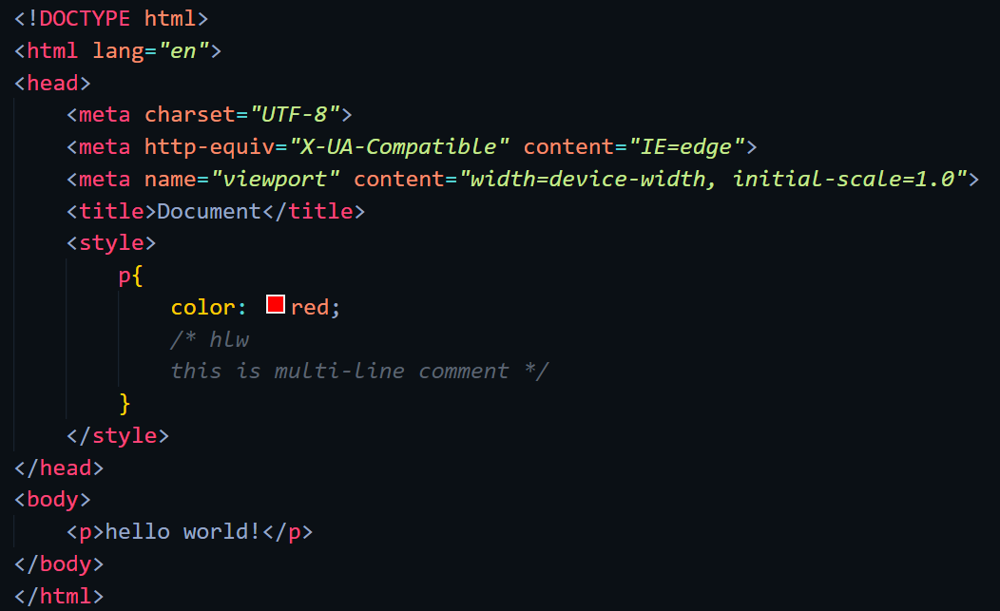 <!DOCTYPE html>
<html lang="en">
<head>
    <meta charset="UTF-8">
    <meta http-equiv="X-UA-Compatible" content="IE=edge">
    <meta name="viewport" content="width=device-width, initial-scale=1.0">
    <title>Document</title>
    <style>
        p{
            color: red;
            /* hlw
            this is multi-line comment */
        }
    </style>
</head>
<body>
    <p>hello world!</p>
</body>
</html>